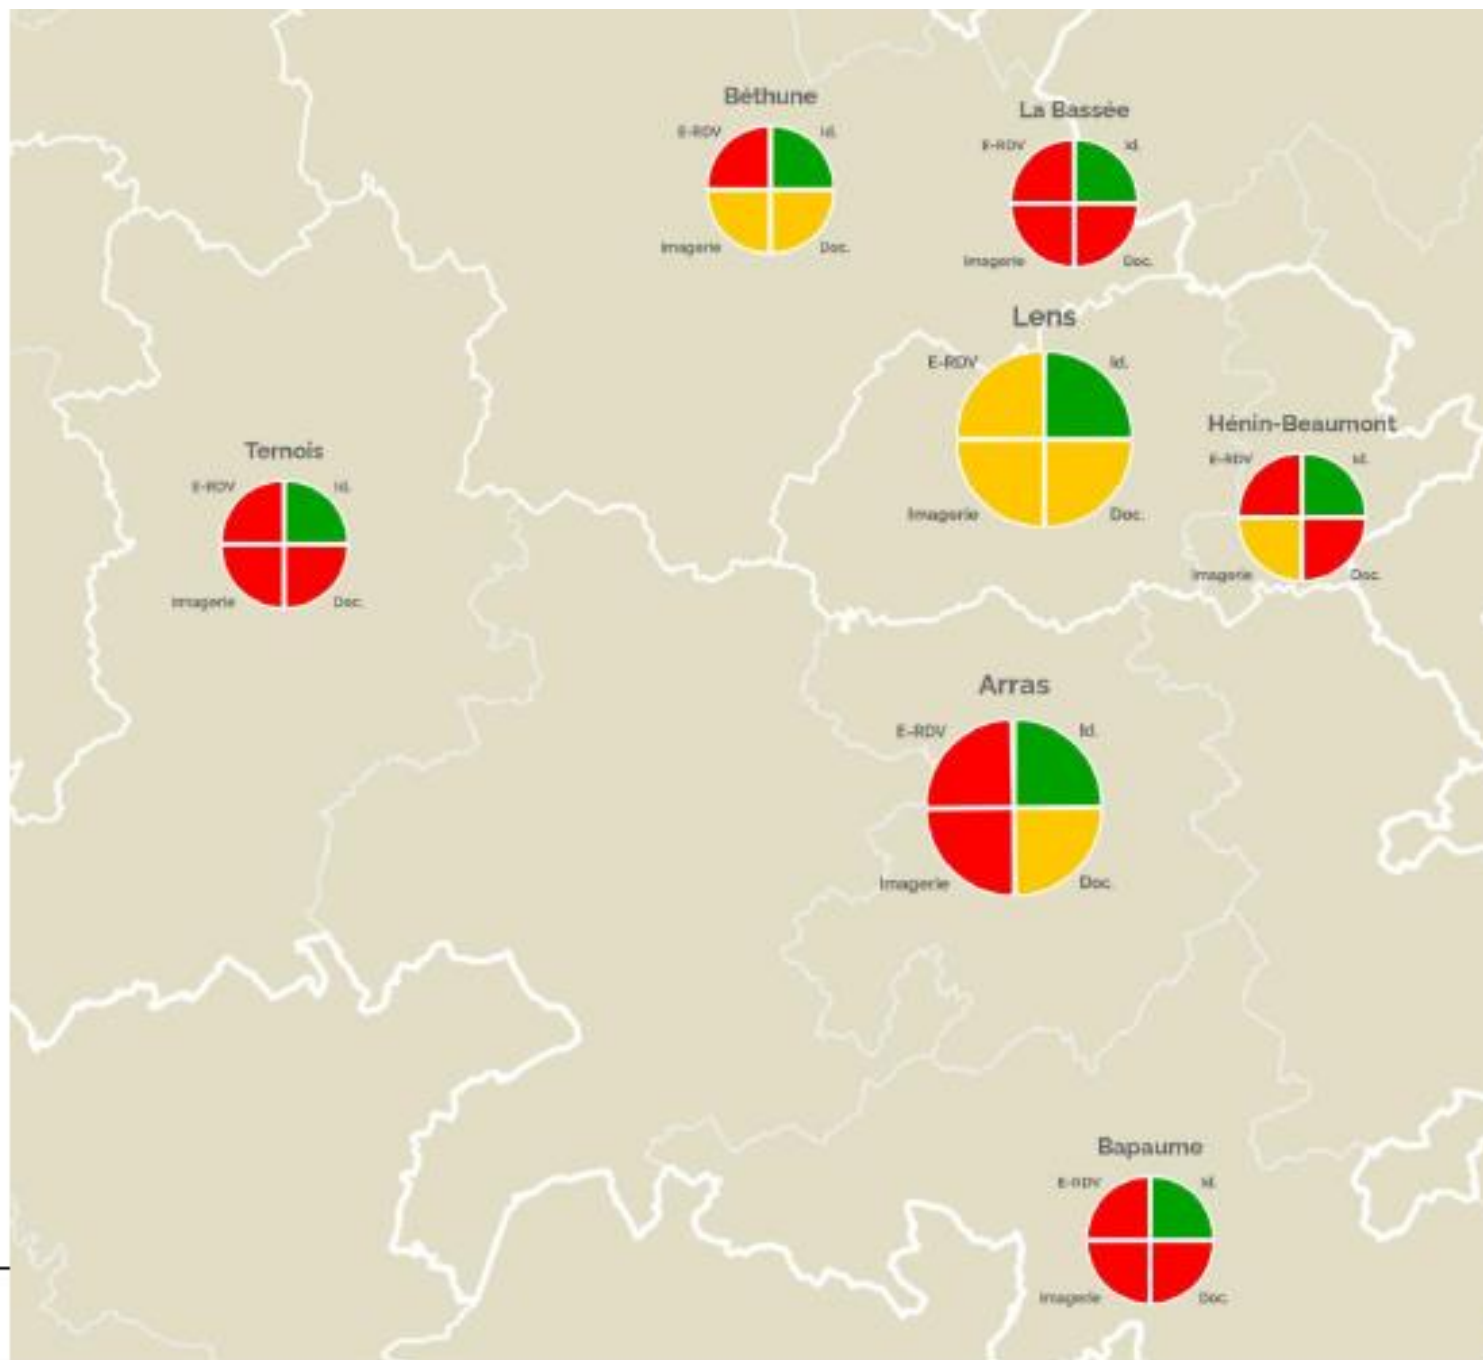 Béthune
E-RDV
Id.
Imagerie
Doc.
La Bassée
E-RDV
Id.
Imagerie
Doc.
Lens
E-RDV
Id.
Imagerie
Doc.
Hénin-Beaumont
E-RDV
Id.
Imagerie
Doc.
Ternois
E-RDV
Id.
Imagerie
Doc.
Arras
E-RDV
Id.
Imagerie
Doc.
Bapaume
E-RDV
Id.
Imagerie
Doc.